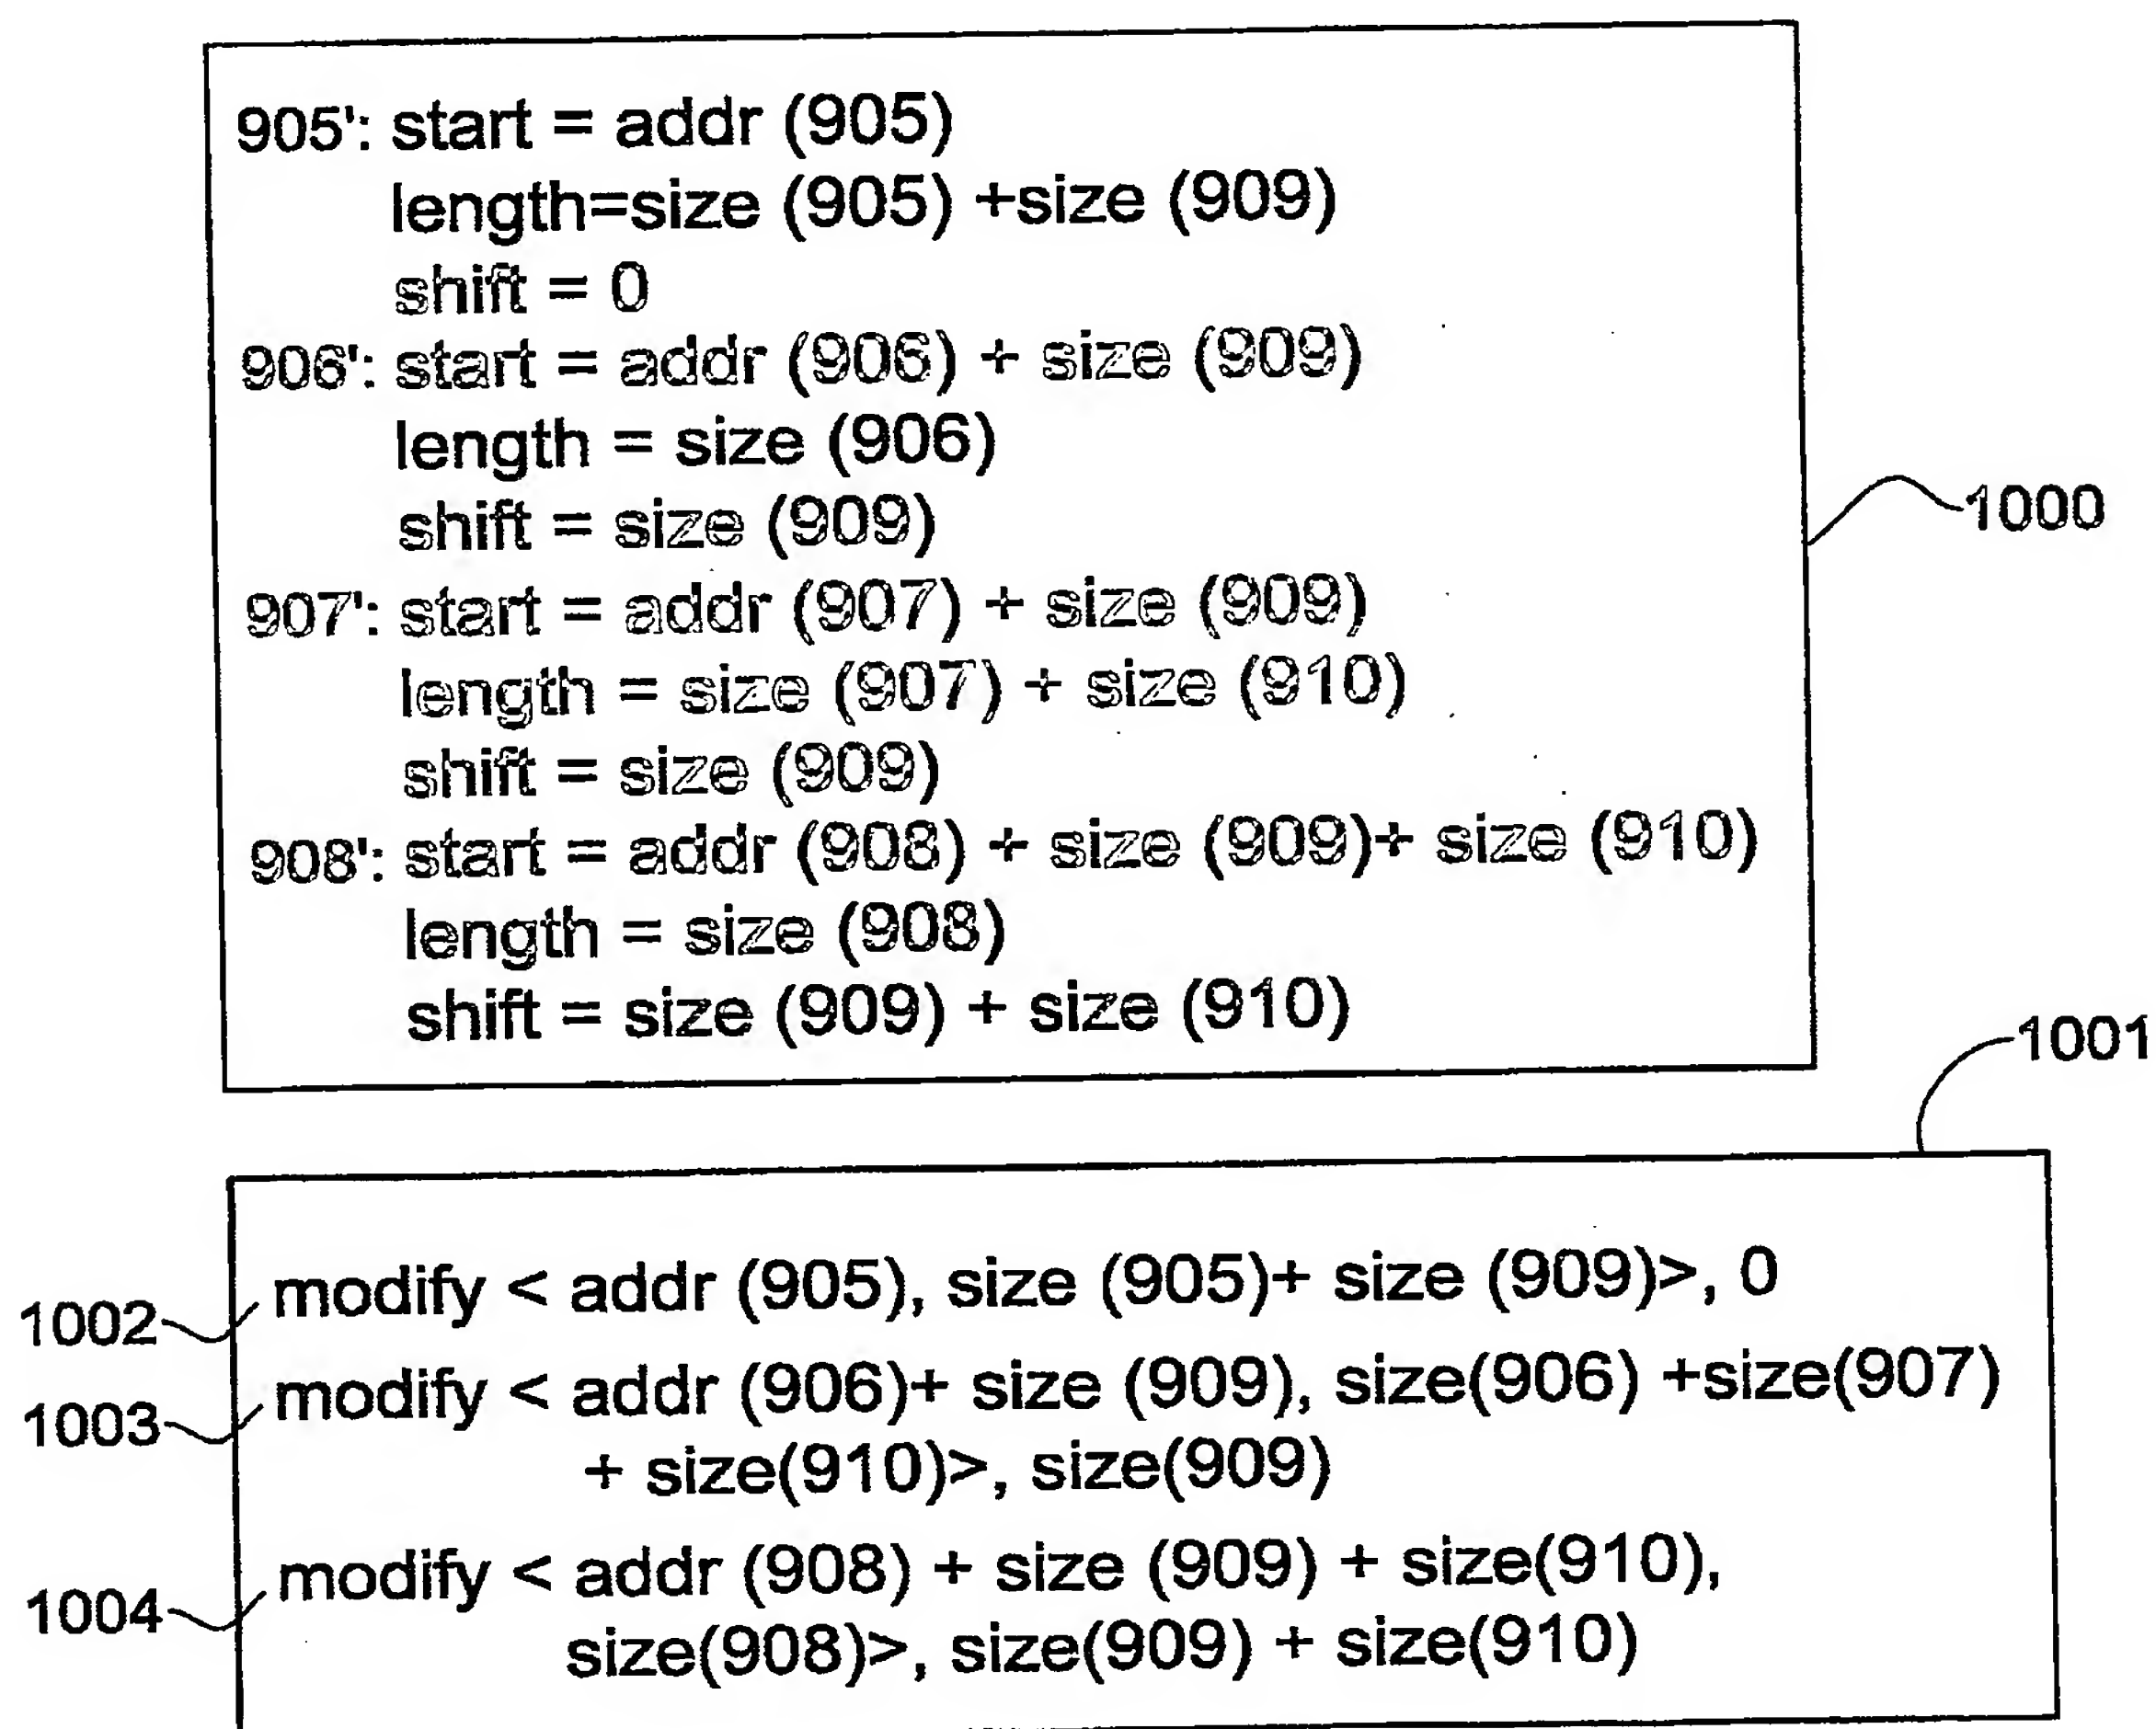 905': start = addr (905)
length=size (905) +size (909)
shift = 0
906': start = addr (906) + size (909)
length = size (906)
shift = size (909)
1000
907': start = addr (907) + size (909)
length = size (907) + size (910)
shift = size (909)
908': start = addr (908) + size (909)+ size (910)
length = size (908)
shift = size (909) + size (910)
1001
1002
modify < addr (905), size (905)+ size (909)>, 0
1003
modify < addr (906)+ size (909), size(906) +size(907)
+ size(910)>, size(909)
1004
modify < addr (908) + size (909) + size(910),
size(908)>, size(909) + size(910)